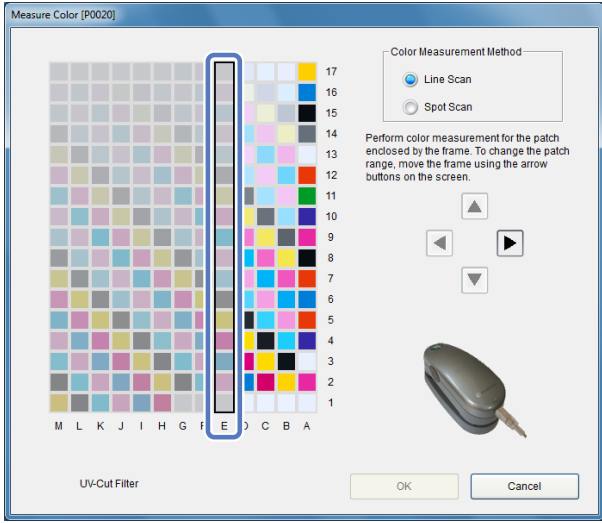 Measure Color [P0020]
Color Measurement Method
Line Scan
Spot Scan
Perform color measurement for the patch
enclosed by the frame. To change the patch
range, move the frame using the arrow
buttons on the screen.
17
16
15
14
13
12
11
10
9
8
7
6
5
4
3
2
1
M L K J I H G F E D C B A
UV-Cut Filter
OK
Cancel